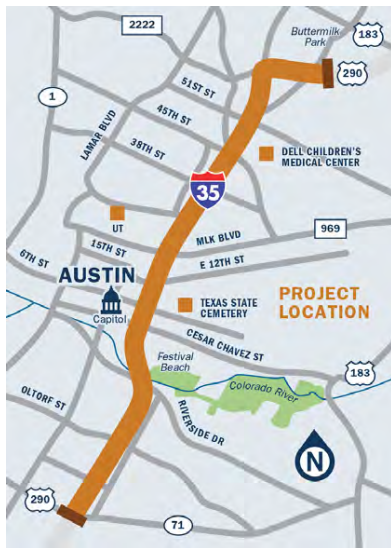 2222
Buttermilk
Park
183
290
1
51ST ST
LAMAR BLVD
45TH ST
38TH ST
DELL CHILDREN'S
MEDICAL CENTER
35
UT
MLK BLVD
969
15TH ST
6TH ST
E 12TH ST
AUSTIN
Capitol
TEXAS STATE
CEMETERY
PROJECT
LOCATION
CESAR CHAVEZ ST
Festival
Beach
183
Colorado River
OLTORF ST
RIVERSIDE DR
N
290
71